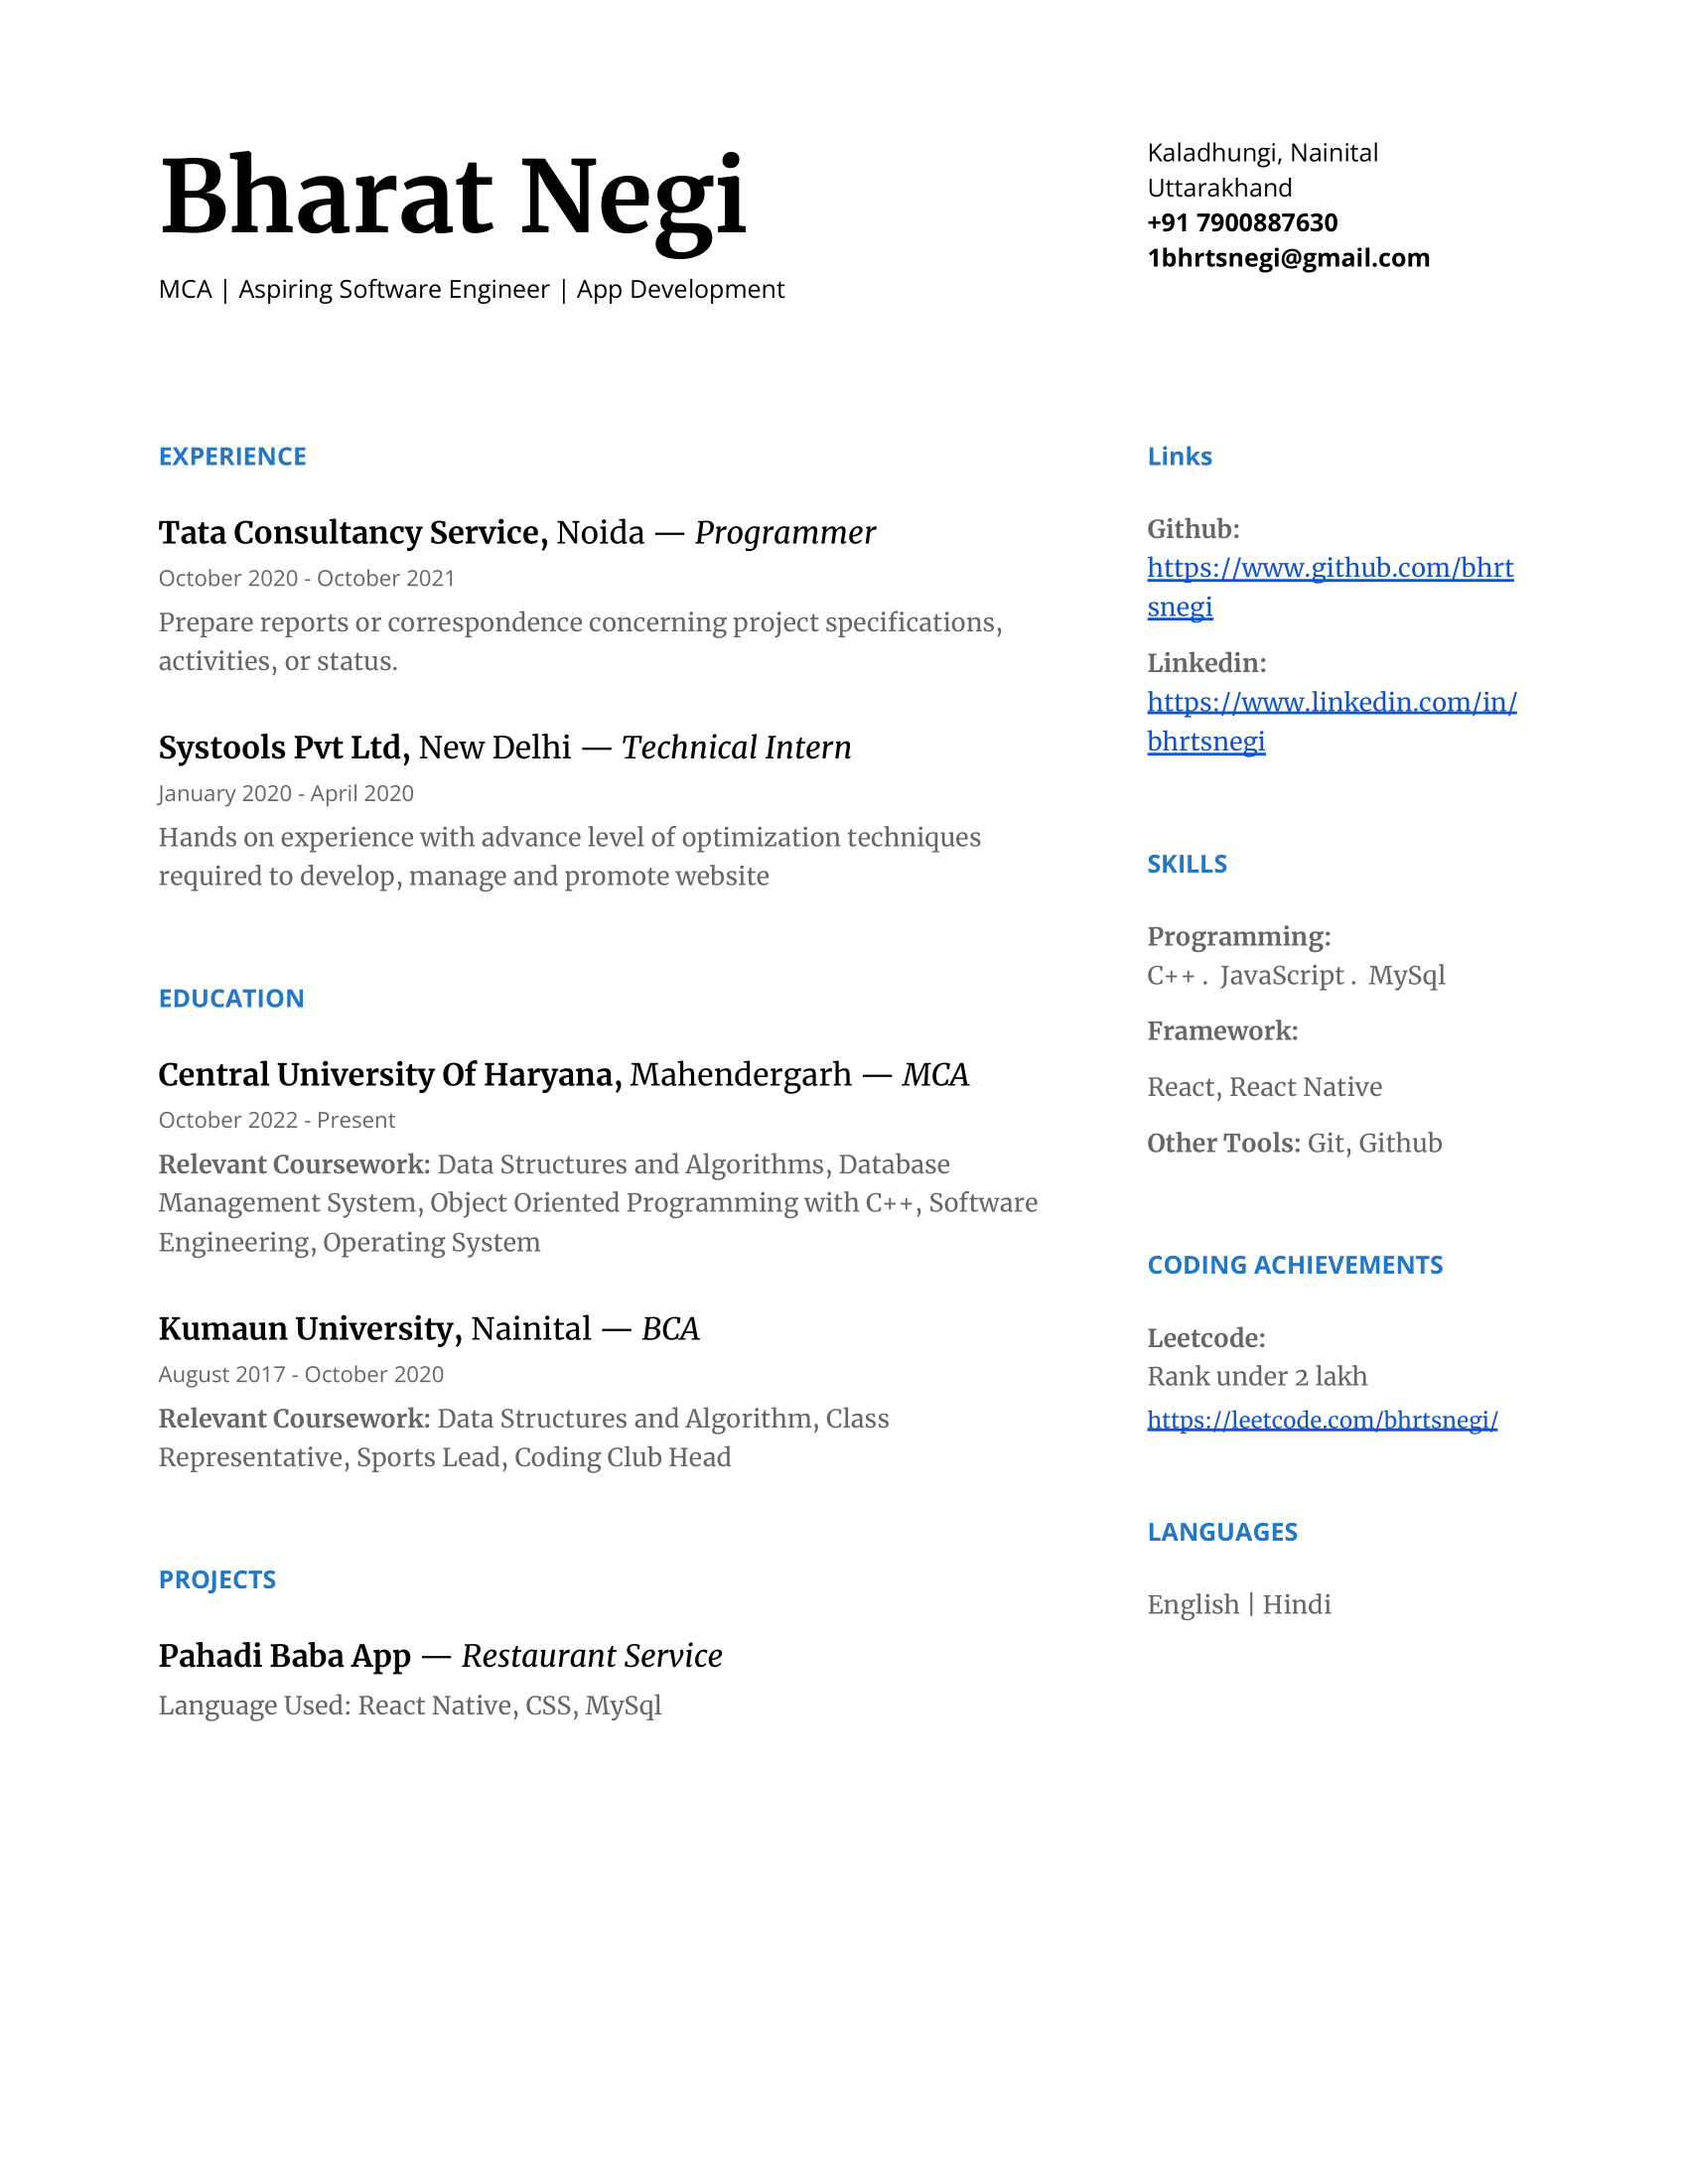 Bharat Negi
MCA | Aspiring Software Engineer | App Development
Kaladhungi, Nainital
Uttarakhand
+91 7900887630
1bhrtsnegi@gmail.com
EXPERIENCE
Tata Consultancy Service, Noida — Programmer
October 2020 - October 2021
Prepare reports or correspondence concerning project specifications,
activities, or status.
Systools Pvt Ltd, New Delhi — Technical Intern
January 2020 - April 2020
Hands on experience with advance level of optimization techniques
required to develop, manage and promote website
EDUCATION
Central University Of Haryana, Mahendergarh — MCA
October 2022 - Present
Relevant Coursework: Data Structures and Algorithms, Database
Management System, Object Oriented Programming with C++, Software
Engineering, Operating System
Kumaun University, Nainital — BCA
August 2017 - October 2020
Relevant Coursework: Data Structures and Algorithm, Class
Representative, Sports Lead, Coding Club Head
PROJECTS
Pahadi Baba App — Restaurant Service
Language Used: React Native, CSS, MySql
Links
Github:
https://www.github.com/bhrt
snegi
Linkedin:
https://www.linkedin.com/in/
bhrtsnegi
SKILLS
Programming:
C++ . JavaScript . MySql
Framework:
React, React Native
Other Tools: Git, Github
CODING ACHIEVEMENTS
Leetcode:
Rank under 2 lakh
https://leetcode.com/bhrtsnegi/
LANGUAGES
English | Hindi